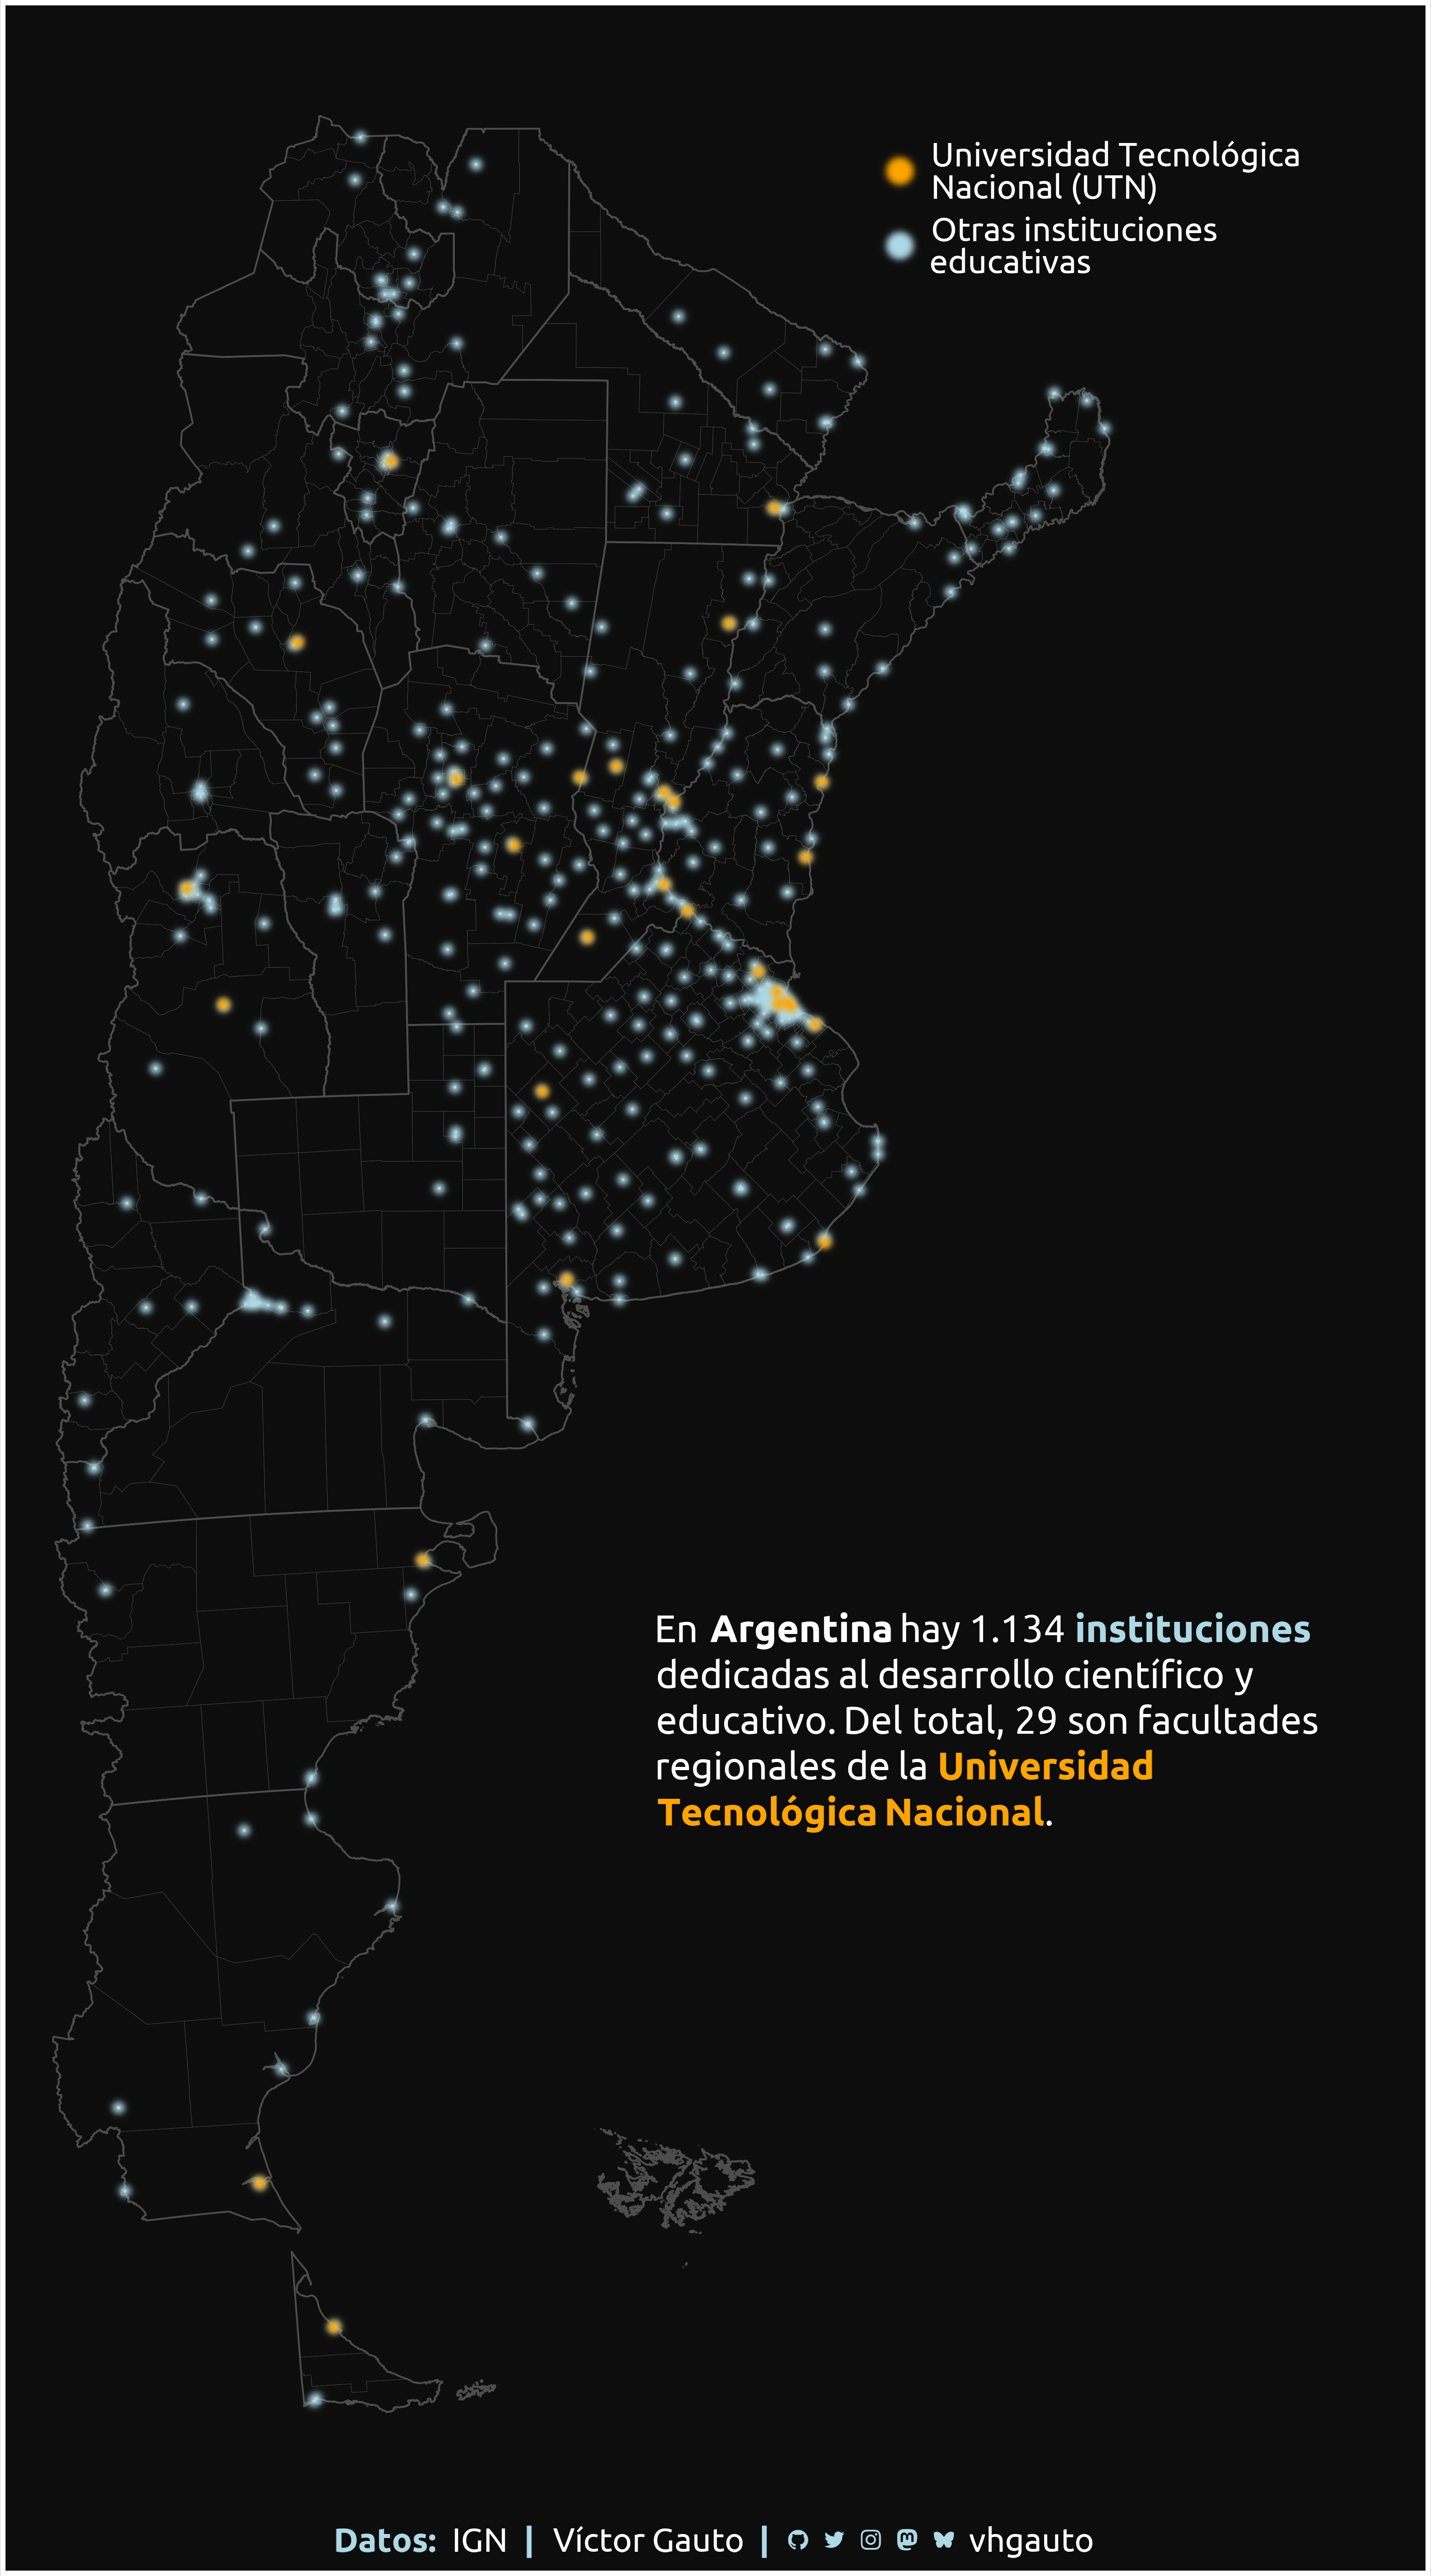 Universidad Tecnológica
Nacional (UTN)
Otras instituciones
educativas
En Argentina hay 1.134 instituciones
dedicadas al desarrollo científico y
educativo. Del total, 29 son facultades
regionales de la Universidad
Tecnológica Nacional.
Datos: IGN | Víctor Gauto | vhgauto